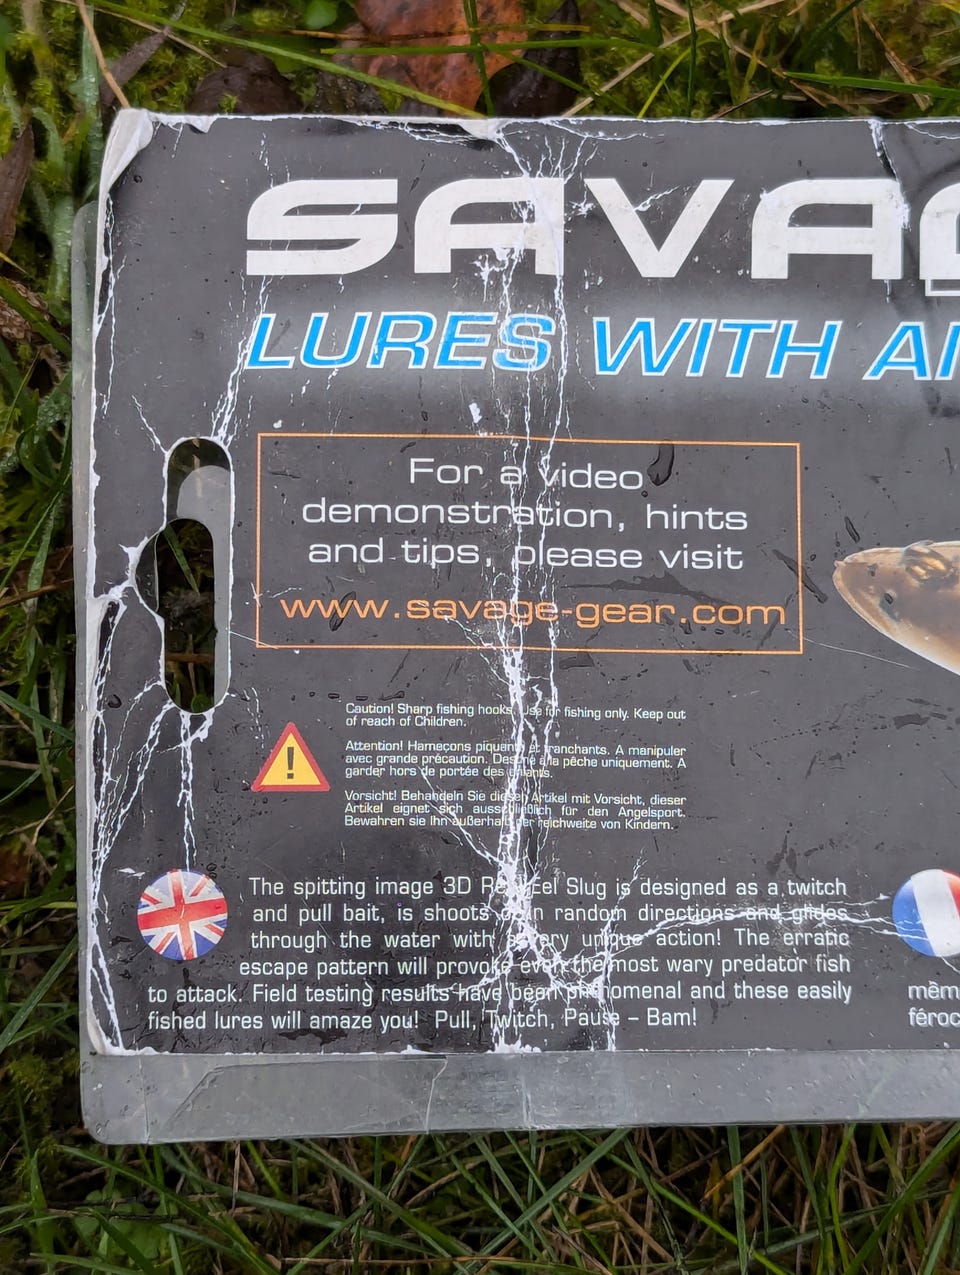 SAVAG
LURES WITH AI
For a video
demonstration, hints
and tips, please visit
www.savage-gear.com
Caution! Sharp fishing hooks. Use for fishing only. Keep out
of reach of Children.
Attention! Hameçons piquant et tranchants. A manipuler
avec grande précaution. Destiné à la pêche uniquement. A
garder hors de portée des enfants.
Vorsicht! Behandeln Sie diesen Artikel mit Vorsicht, dieser
Artikel eignet sich ausschließlich für den Angelsport.
Bewahren sie Ihn außerhalb der reichweite von Kindern.
The spitting image 3D Eel Slug is designed as a twitch
and pull bait, is shoots in random directions and glides
through the water with a very unique action! The erratic
escape pattern will provoke even the most wary predator fish
to attack. Field testing results have been phenomenal and these easily
fished lures will amaze you! Pull, Twitch, Pause – Bam!
mêm
féroc